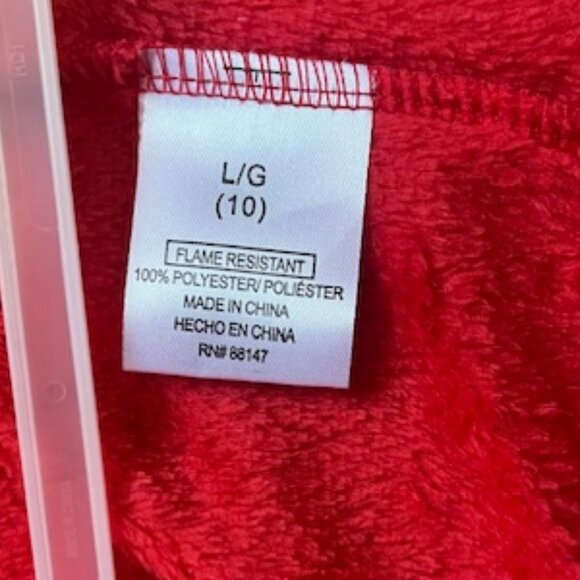 L/G
(10)
FLAME RESISTANT
100% POLYESTER/ POLIÉSTER
MADE IN CHINA
HECHO EN CHINA
RN# 88147